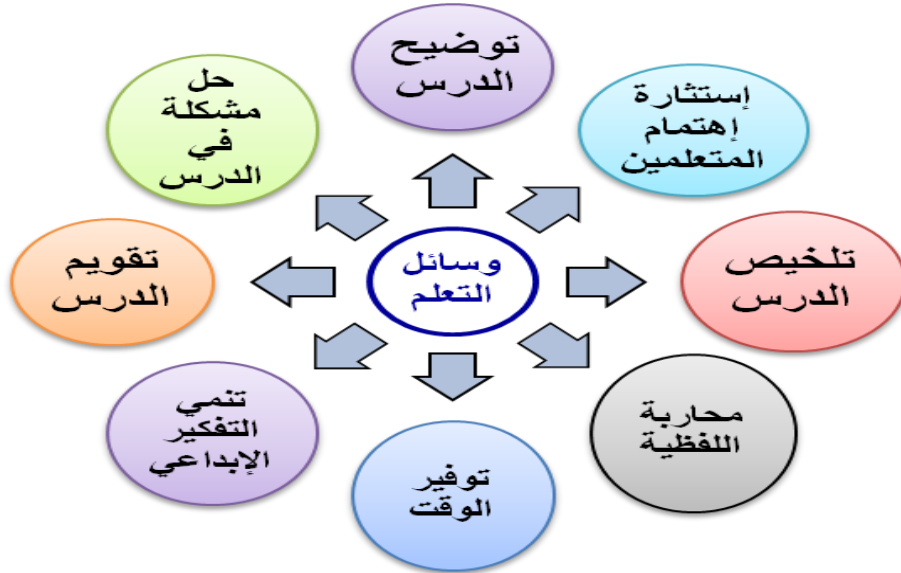 توضيح
الدرس
إستثارة
إهتمام
المتعلمين
تلخيص
الدرس
محاربة
اللفظية
توفير
الوقت
تنمي
التفكير
الإبداعي
تقويم
الدرس
حل
مشكلة
في
الدرس
وسائل
التعلم